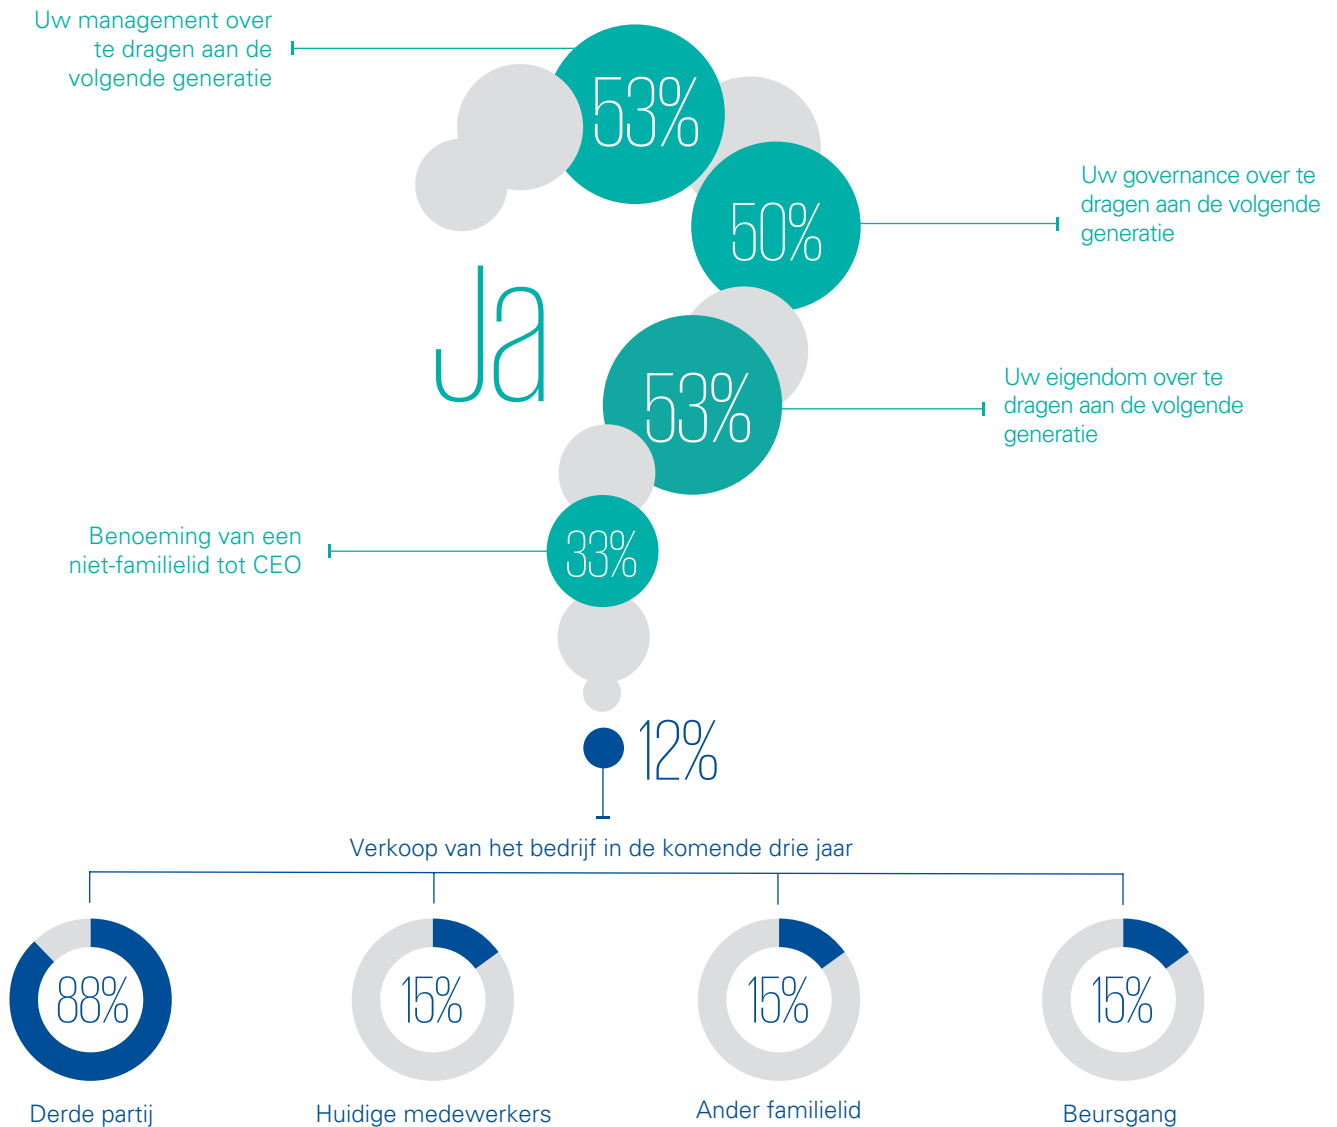 Uw management over
te dragen aan de
volgende generatie
53%
50%
Uw governance over te
dragen aan de volgende
generatie
Ja
53%
Uw eigendom over te
dragen aan de volgende
generatie
Benoeming van een
niet-familielid tot CEO
33%
12%
Verkoop van het bedrijf in de komende drie jaar
88%
15%
15%
15%
Derde partij
Huidige medewerkers
Ander familielid
Beursgang